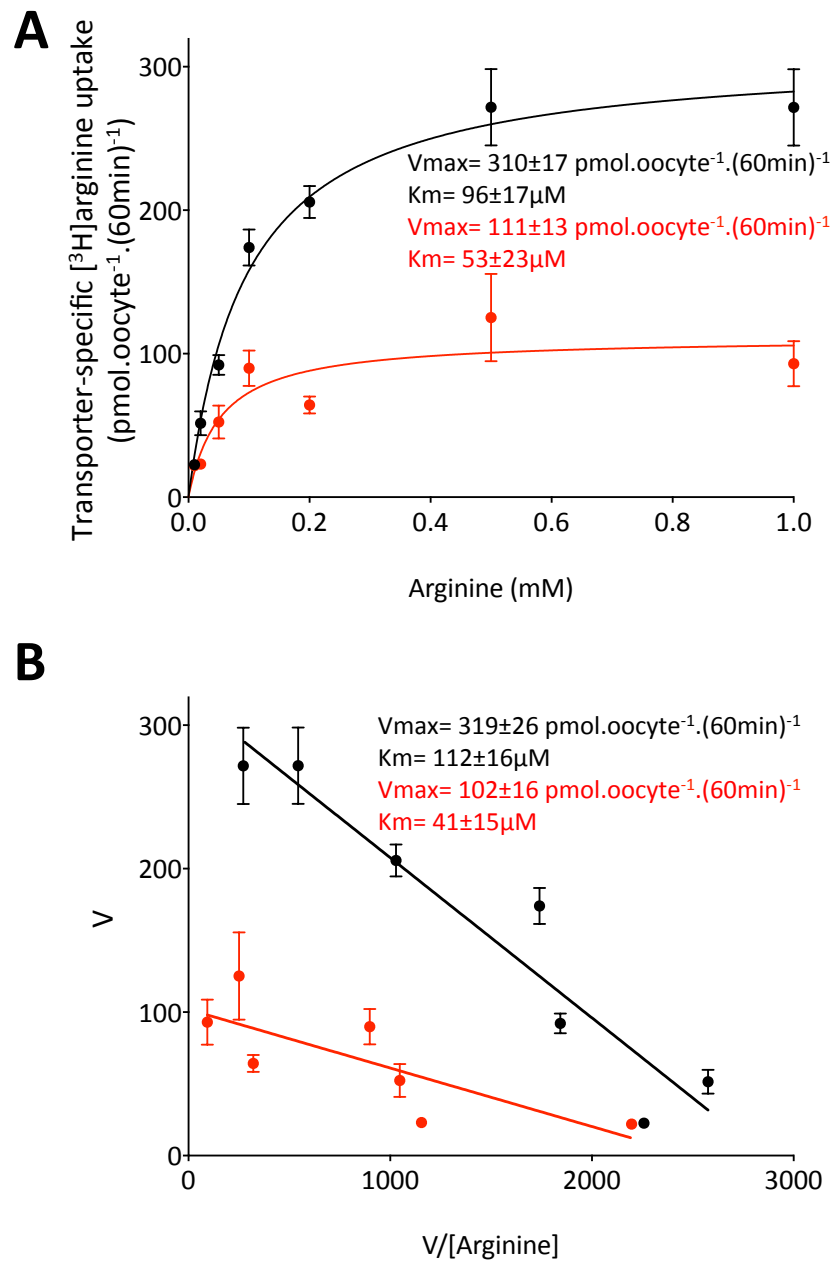 A
Transporter-specific [³H]arginine uptake
(pmol.oocyte⁻¹.(60min)⁻¹)
300
200
100
0
Vmax= 310±17 pmol.oocyte⁻¹.(60min)⁻¹
Km= 96±17µM
Vmax= 111±13 pmol.oocyte⁻¹.(60min)⁻¹
Km= 53±23µM
0.0 0.2 0.4 0.6 0.8 1.0
Arginine (mM)
B
V
300
200
100
0
Vmax= 319±26 pmol.oocyte⁻¹.(60min)⁻¹
Km= 112±16µM
Vmax= 102±16 pmol.oocyte⁻¹.(60min)⁻¹
Km= 41±15µM
0 1000 2000 3000
V/[Arginine]